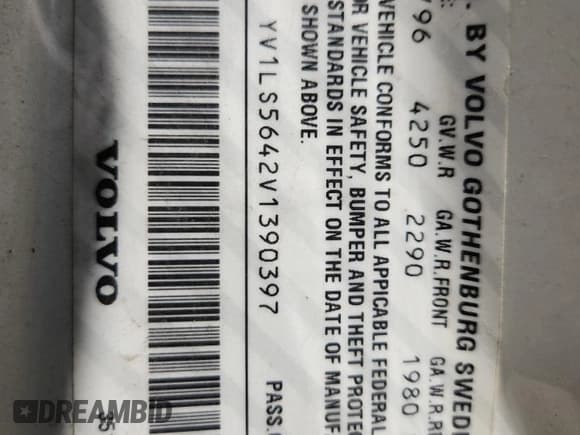 . BY VOLVO GOTHENBURG SWED
/96
GV.W.R GA.W.R.FRONT GA.W.R.R
4250 2290 1980
VEHICLE CONFORMS TO ALL APPICABLE FEDERAL
OR VEHICLE SAFETY, BUMPER AND THEFT PROTEC
STANDARDS IN EFFECT ON THE DATE OF MANUF
SHOWN ABOVE.
YV1LS5642V1390397 PASS.
VOLVO
DREAMBID